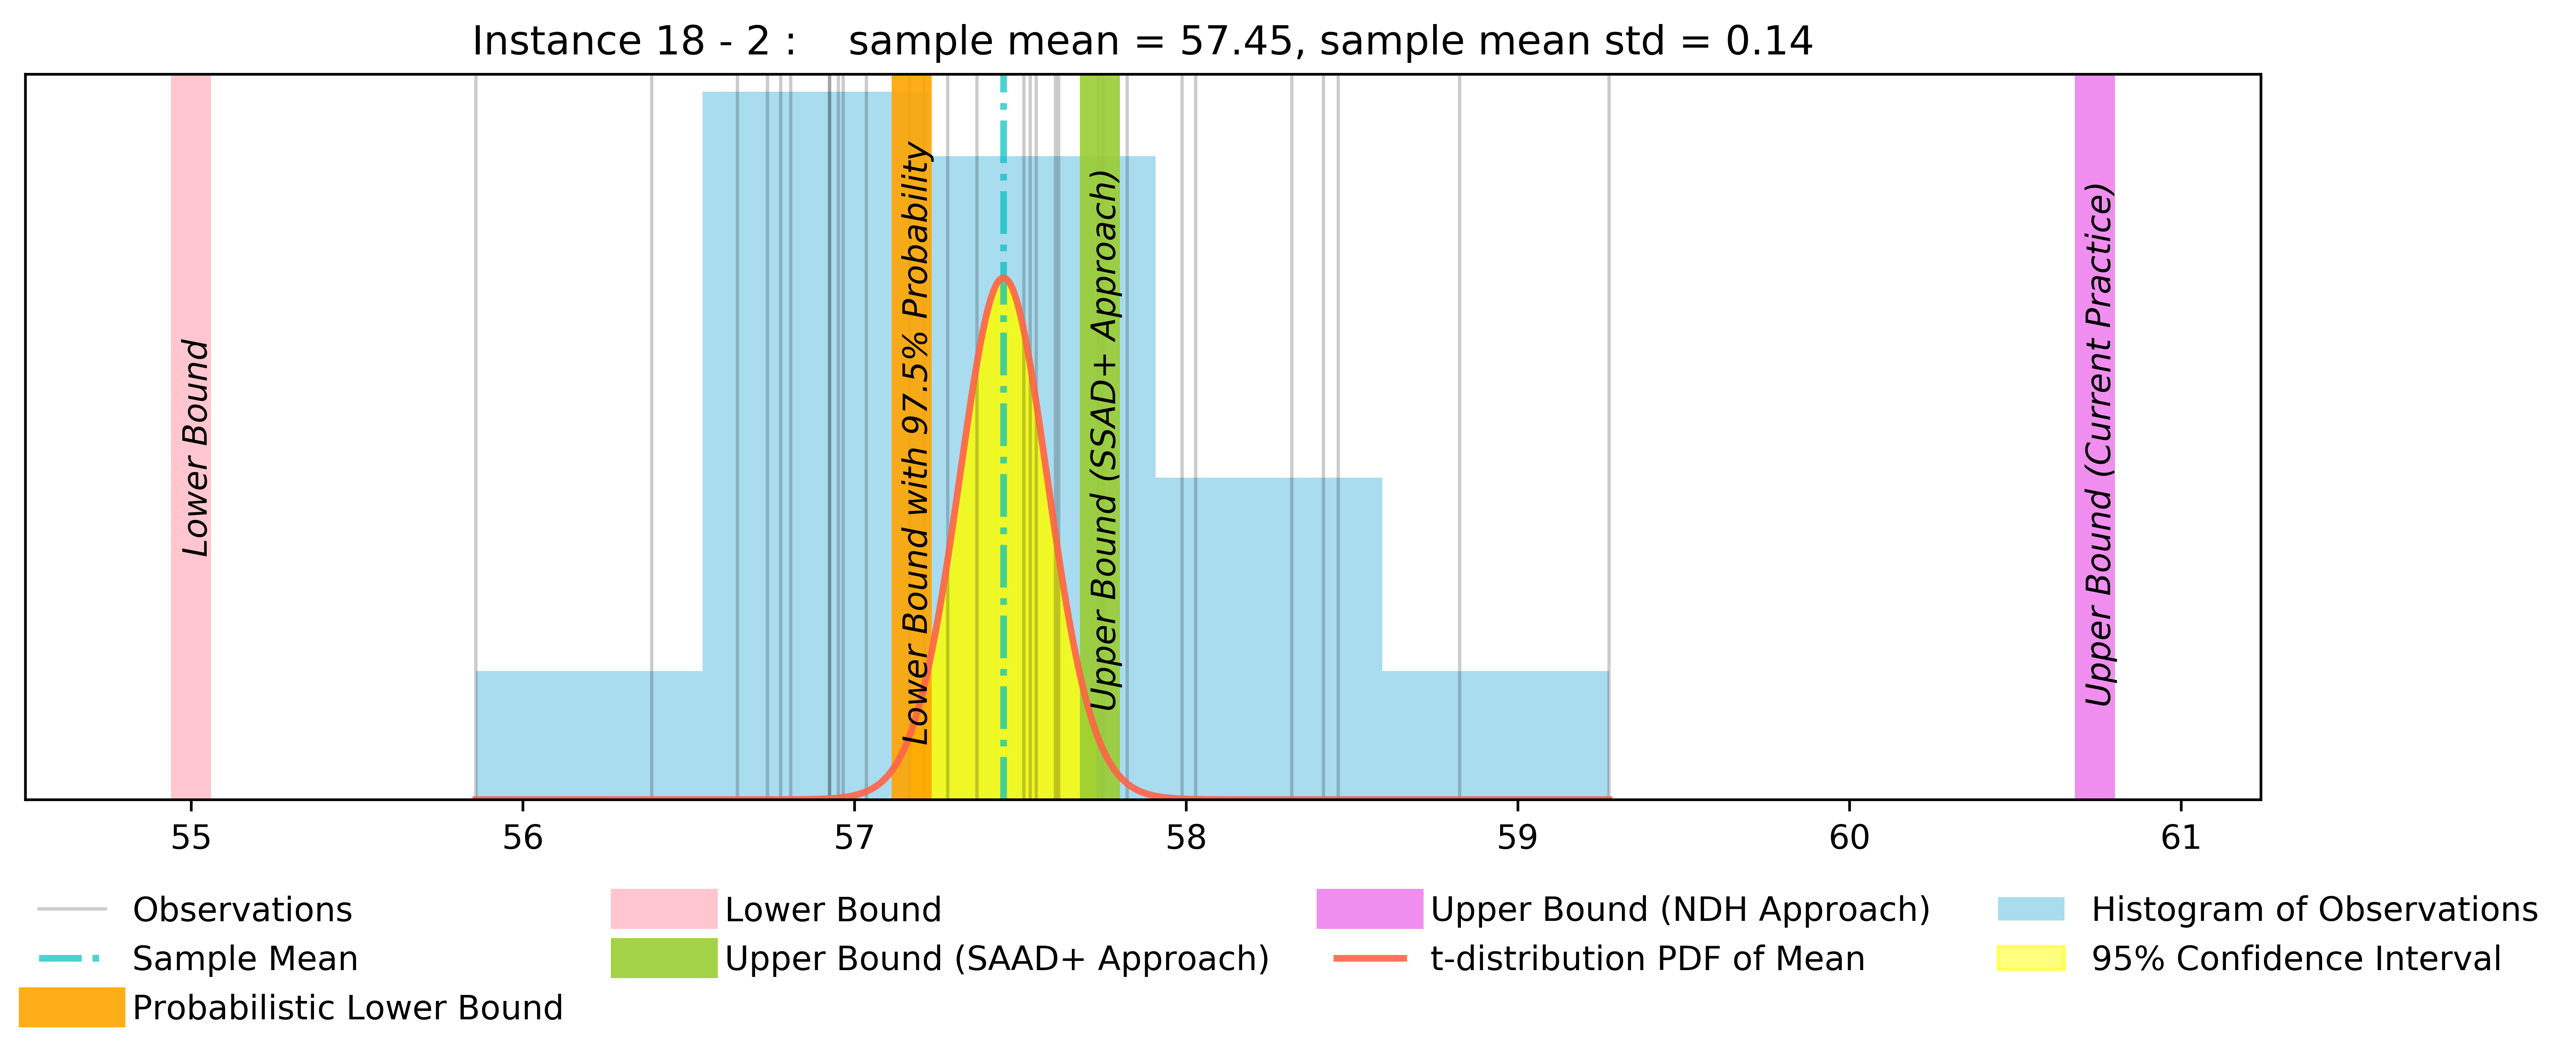 Instance 18 - 2 : sample mean = 57.45, sample mean std = 0.14
Lower Bound
Lower Bound with 97.5% Probability
Upper Bound (SSAD+ Approach)
Upper Bound (Current Practice)
55 56 57 58 59 60 61
Observations
Sample Mean
Probabilistic Lower Bound
Lower Bound
Upper Bound (SAAD+ Approach)
Upper Bound (NDH Approach)
t-distribution PDF of Mean
Histogram of Observations
95% Confidence Interval